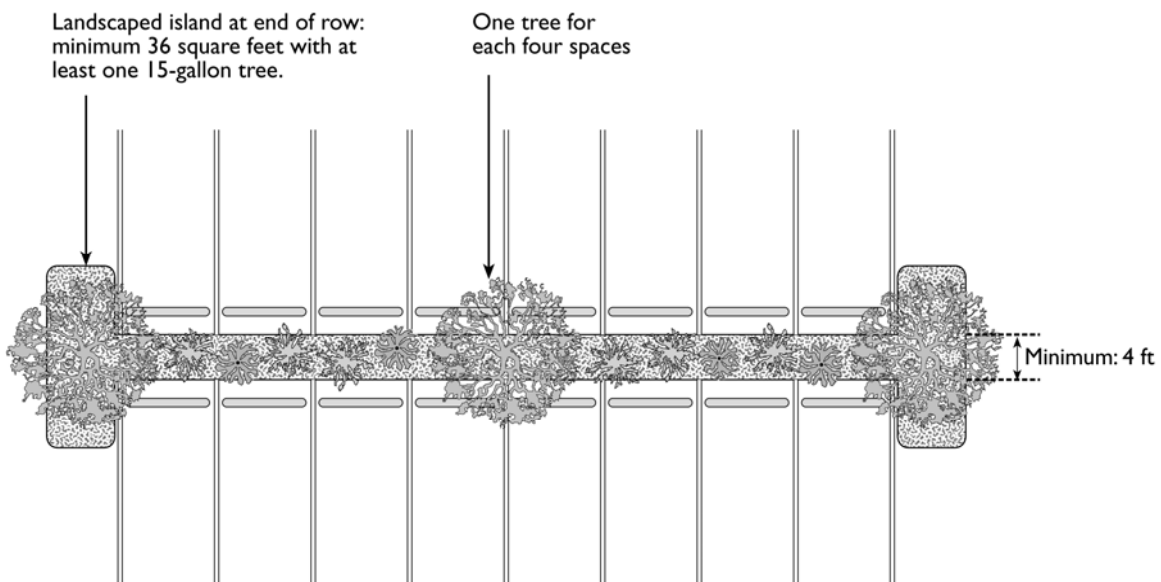 Landscaped island at end of row:
minimum 36 square feet with at
least one 15-gallon tree.
One tree for
each four spaces
Minimum: 4 ft